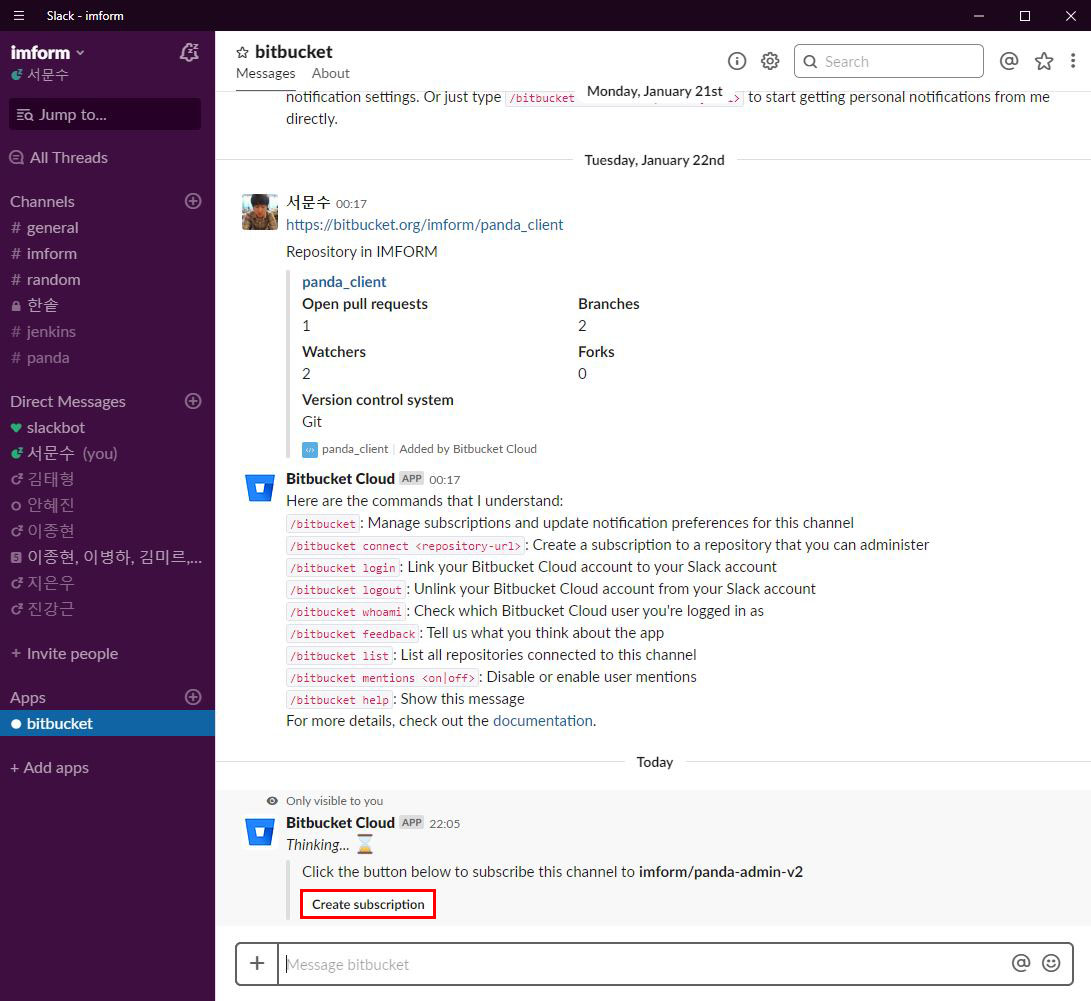 Slack - imform
imform
서문수
Jump to...
All Threads
Channels
# general
# imform
# random
한솥
# jenkins
# panda
Direct Messages
slackbot
서문수 (you)
김태형
안혜진
이종현
5 이종현, 이병하, 김미르,...
지은우
진강근
+ Invite people
Apps
bitbucket
+ Add apps
bitbucket
Messages About
Search
Monday, January 21st
notification settings. Or just type /bitbucket > to start getting personal notifications from me
directly.
Tuesday, January 22nd
서문수 00:17
https://bitbucket.org/imform/panda_client
Repository in IMFORM
panda_client
Open pull requests Branches
1 2
Watchers Forks
2 0
Version control system
Git
panda_client | Added by Bitbucket Cloud
Bitbucket Cloud APP 00:17
Here are the commands that I understand:
/bitbucket: Manage subscriptions and update notification preferences for this channel
/bitbucket connect <repository-url>: Create a subscription to a repository that you can administer
/bitbucket login: Link your Bitbucket Cloud account to your Slack account
/bitbucket logout: Unlink your Bitbucket Cloud account from your Slack account
/bitbucket whoami: Check which Bitbucket Cloud user you're logged in as
/bitbucket feedback: Tell us what you think about the app
/bitbucket list: List all repositories connected to this channel
/bitbucket mentions <on|off>: Disable or enable user mentions
/bitbucket help: Show this message
For more details, check out the documentation.
Today
Only visible to you
Bitbucket Cloud APP 22:05
Thinking... ⌛
Click the button below to subscribe this channel to imform/panda-admin-v2
Create subscription
Message bitbucket